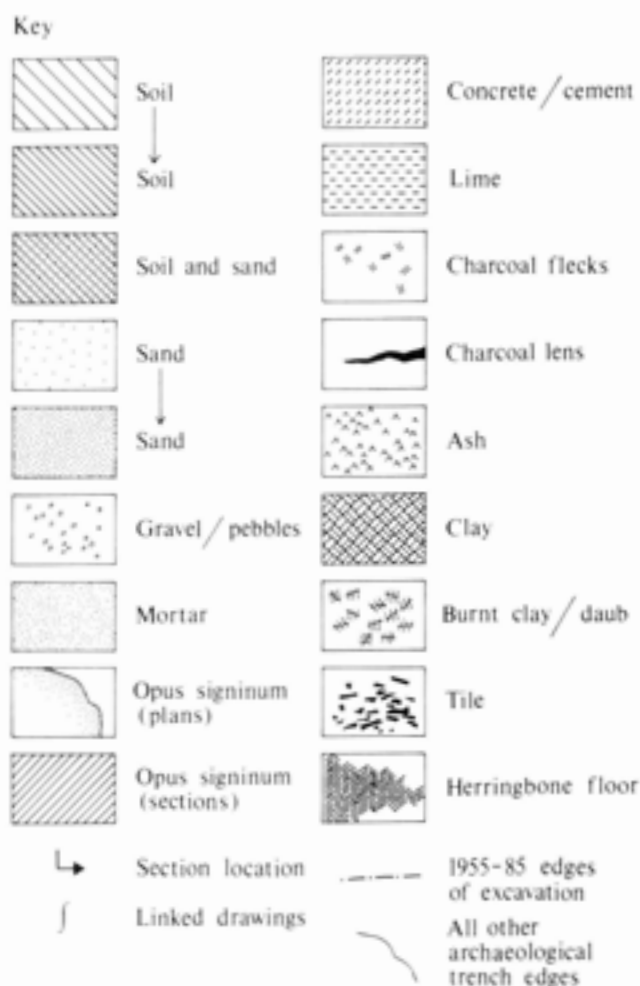 Key
Soil
Soil
Soil and sand
Sand
Sand
Gravel / pebbles
Mortar
Opus signinum
(plans)
Opus signinum
(sections)
Section location
Linked drawings
Concrete / cement
Lime
Charcoal flecks
Charcoal lens
Ash
Clay
Burnt clay / daub
Tile
Herringbone floor
1955-85 edges
of excavation
All other
archaeological
trench edges